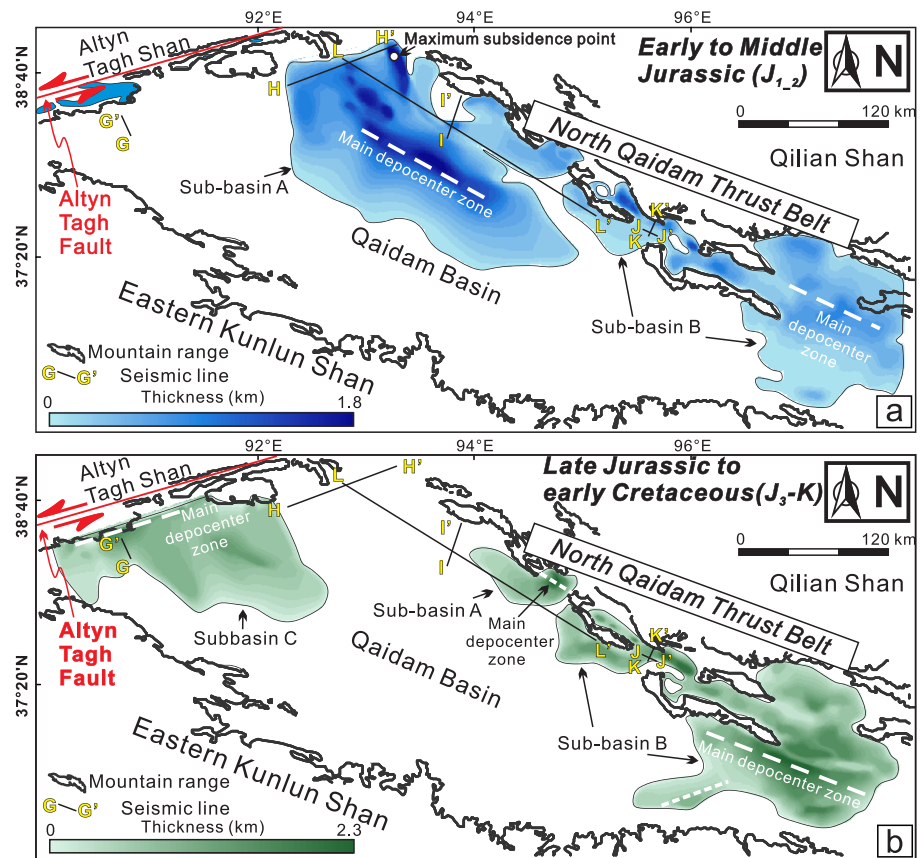 92°E
94°E
96°E
a
Altyn
Tagh Shan
L
H'
Maximum subsidence point
Early to Middle
Jurassic (J1_2)
N
38°40'N
H
G'
G
I'
I
0
120 km
North Qaidam Thrust Belt
Qilian Shan
Main depocenter zone
Sub-basin A
Altyn
Tagh
Fault
37°20'N
Qaidam Basin
L'
J
K
K'
J'
Sub-basin B
Main
depocenter
zone
Eastern Kunlun Shan
Mountain range
G G' Seismic line
Thickness (km)
0
1.8
92°E
94°E
96°E
b
Altyn
Tagh Shan
L
H'
Late Jurassic to
early Cretaceous(J3-K)
N
38°40'N
H
Main
depocenter
zone
G'
G
I'
I
0
120 km
North Qaidam Thrust Belt
Qilian Shan
Sub-basin A
Main
depocenter
zone
Subbasin C
Altyn
Tagh
Fault
37°20'N
Qaidam Basin
L'
J
K
K'
J'
Sub-basin B
Main depocenter zone
Eastern Kunlun Shan
Mountain range
G G' Seismic line
Thickness (km)
0
2.3